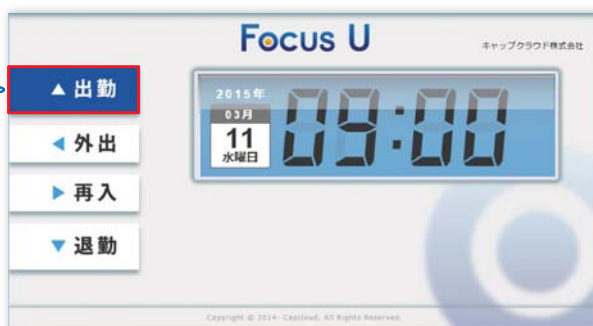 Focus U
キャップクラウド株式会社
▲ 出勤
◀ 外出
▶ 再入
▼ 退勤
2015年
03月
11
水曜日
09:00
Copyright © 2014- Capcloud, All Rights Reserved.